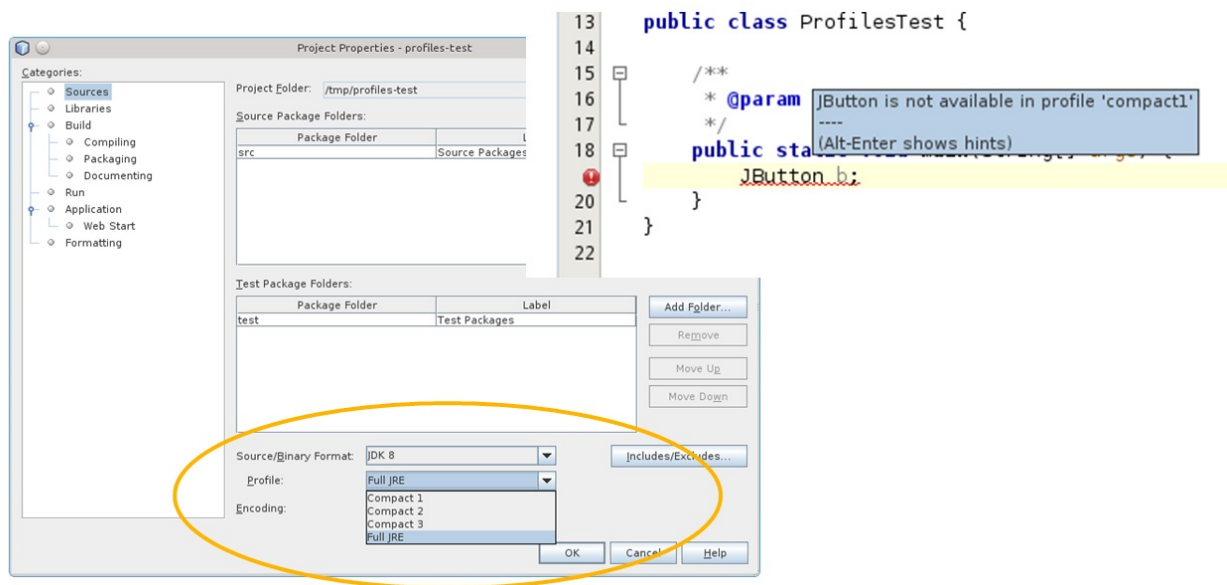 Project Properties - profiles-test
Categories:
Sources
Libraries
Build
Compiling
Packaging
Documenting
Run
Application
Web Start
Formatting
Project Folder: /tmp/profiles-test
Source Package Folders:
Package Folder
src Source Packages
Test Package Folders:
Package Folder Label
test Test Packages
Add Folder...
Remove
Move Up
Move Down
Source/Binary Format: JDK 8
Includes/Excludes...
Profile: Full JRE
Compact 1
Compact 2
Compact 3
Full JRE
Encoding:
OK Cancel Help
13 public class ProfilesTest {
14
15 /**
16 * @param
17 */
18 public
JButton b;
20 }
21 }
22
JButton is not available in profile 'compact1'
----
(Alt-Enter shows hints)